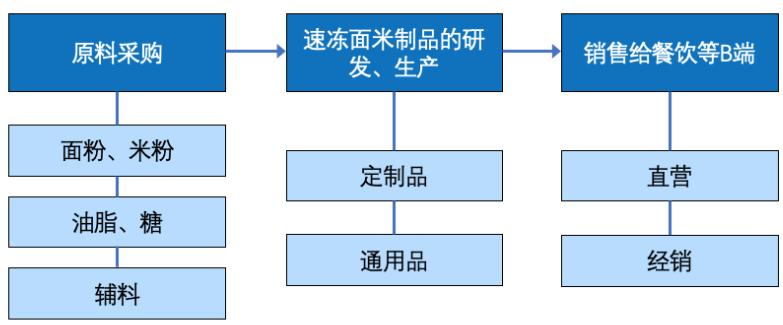 原料采购
速冻面米制品的研
发、生产
销售给餐饮等B端
面粉、米粉
油脂、糖
辅料
定制品
通用品
直营
经销